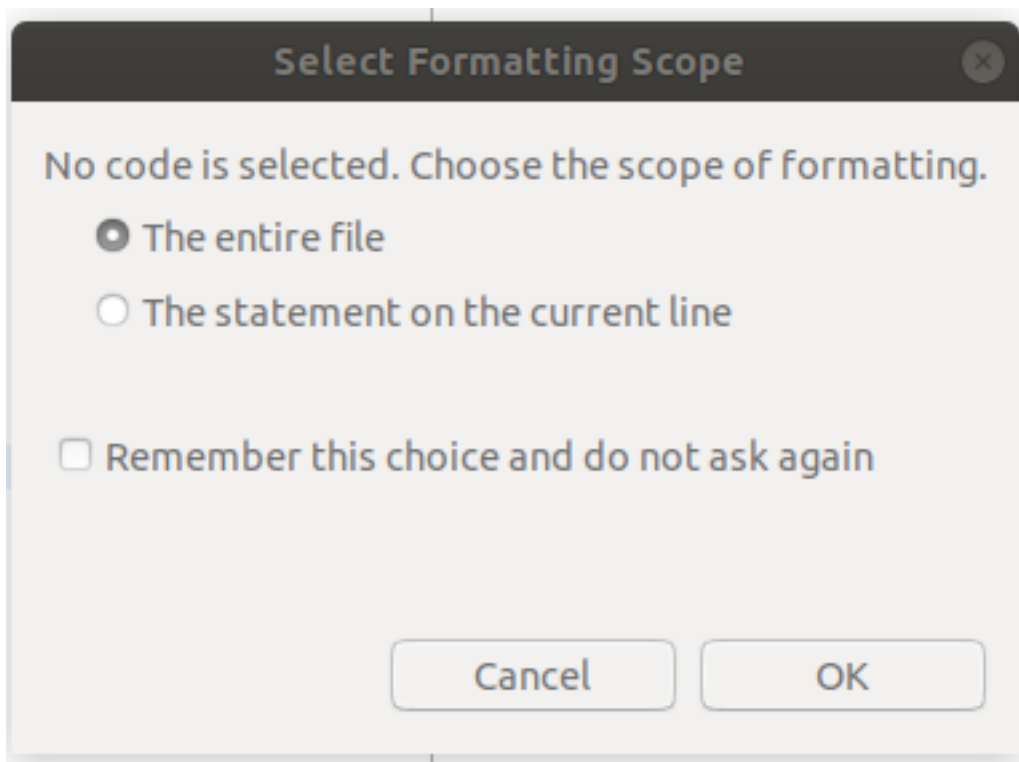 Select Formatting Scope
No code is selected. Choose the scope of formatting.
The entire file
The statement on the current line
Remember this choice and do not ask again
Cancel
OK